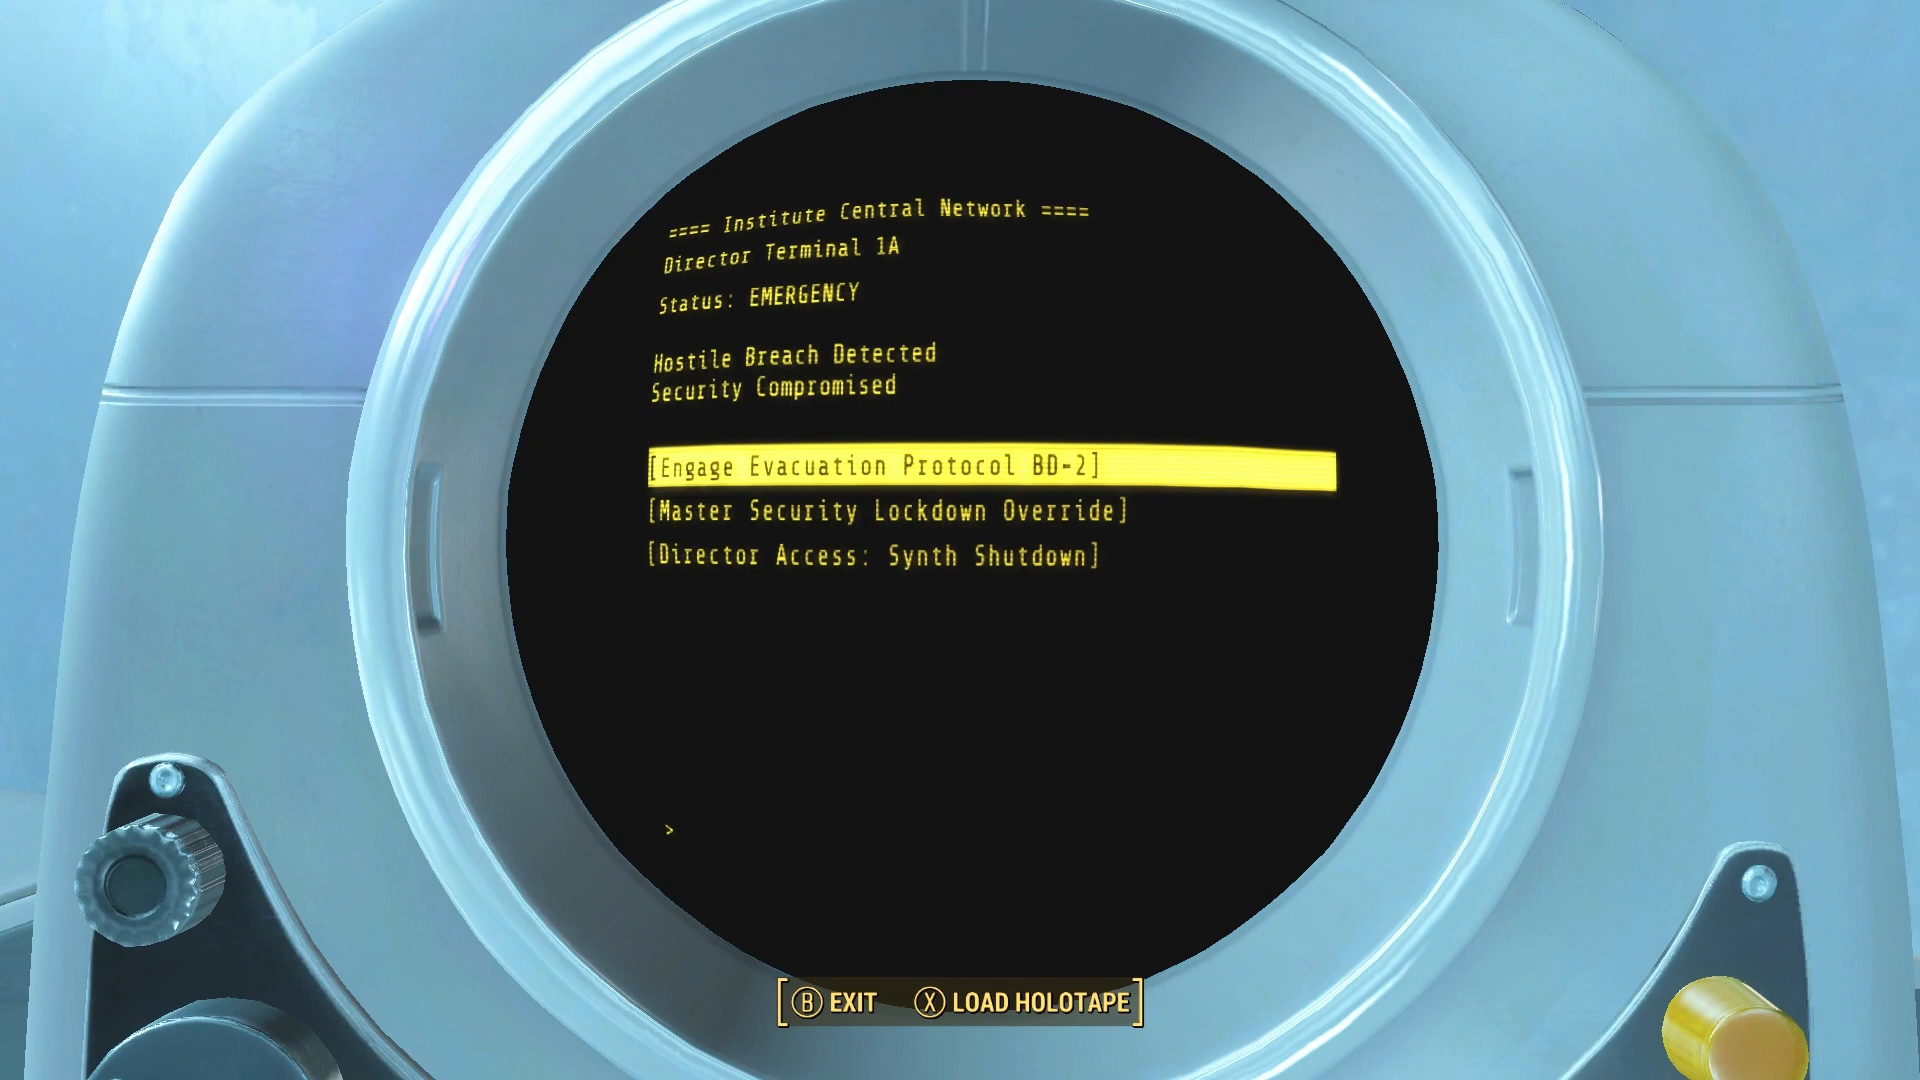 ==== Institute Central Network ====
Director Terminal 1A
Status: EMERGENCY
Hostile Breach Detected
Security Compromised
[Engage Evacuation Protocol BD-2]
[Master Security Lockdown Override]
[Director Access: Synth Shutdown]
>
B EXIT X LOAD HOLOTAPE